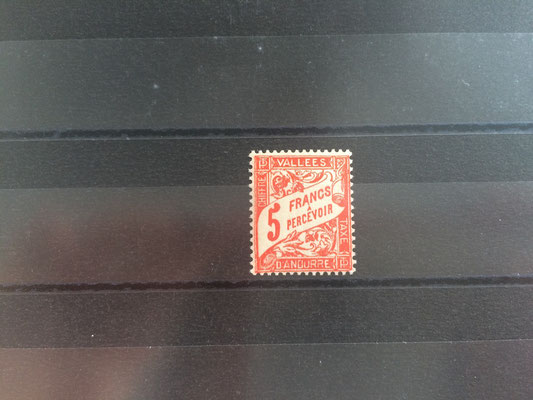 VALLEES
CHIFFRE
5 FRANCS
A
PERCEVOIR
TAXE
D'ANDORRE